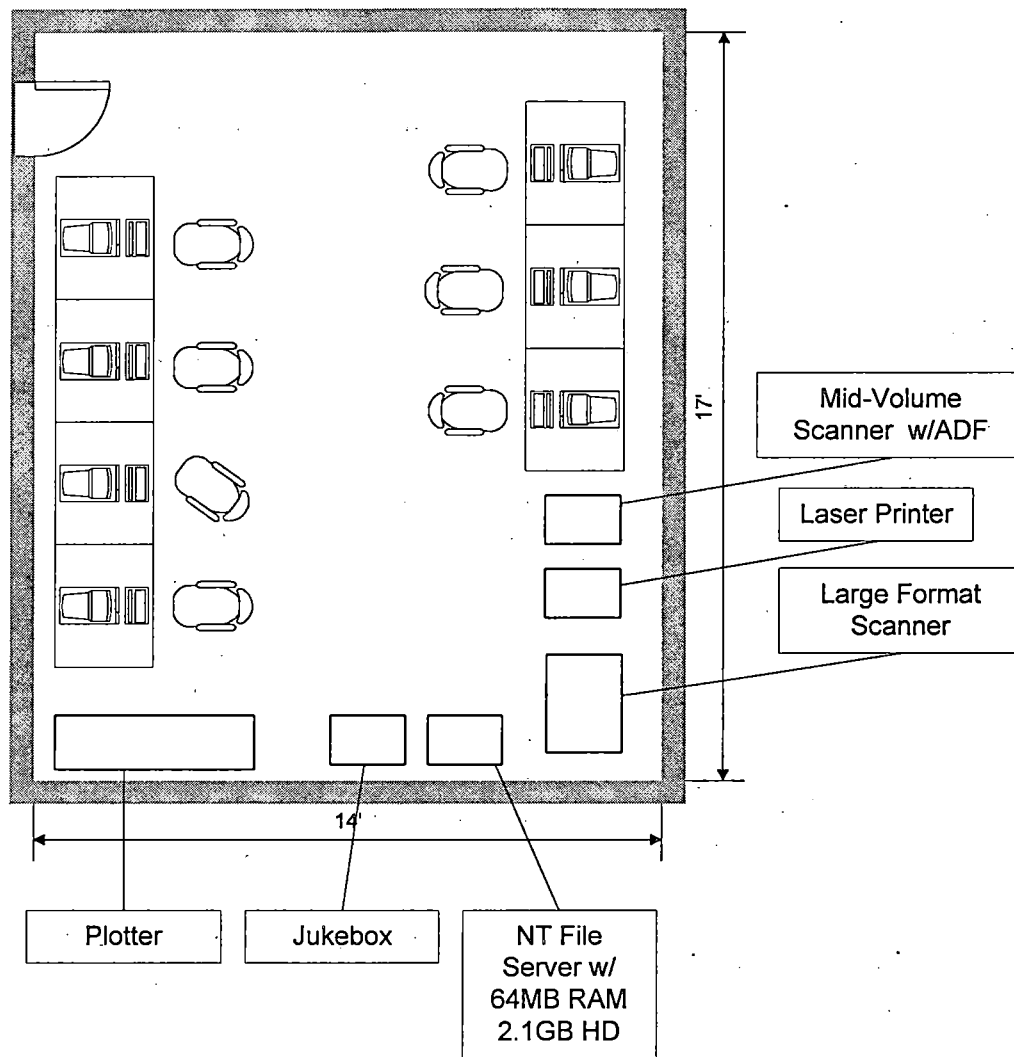 17'
Mid-Volume
Scanner w/ADF
Laser Printer
Large Format
Scanner
14'
Plotter
Jukebox
NT File
Server w/
64MB RAM
2.1GB HD